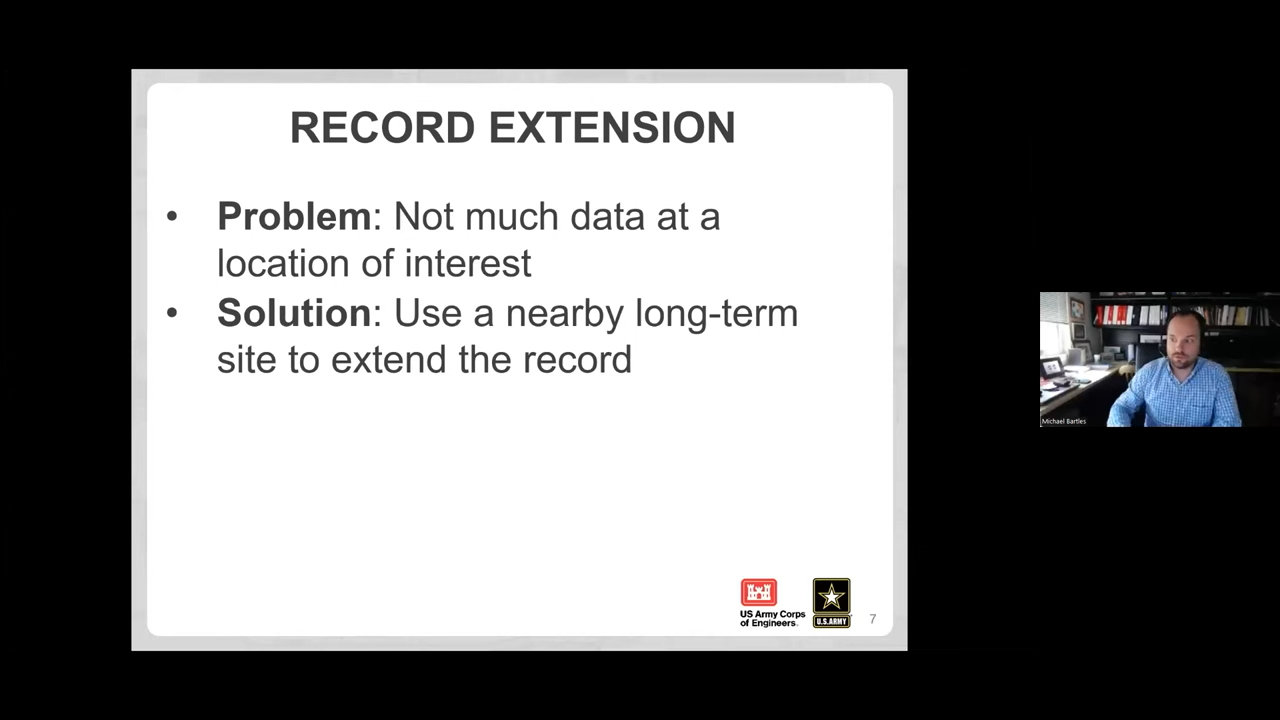 RECORD EXTENSION
• Problem: Not much data at a
location of interest
• Solution: Use a nearby long-term
site to extend the record
US Army Corps
of Engineers.
U.S.ARMY
7
Michael Bartles